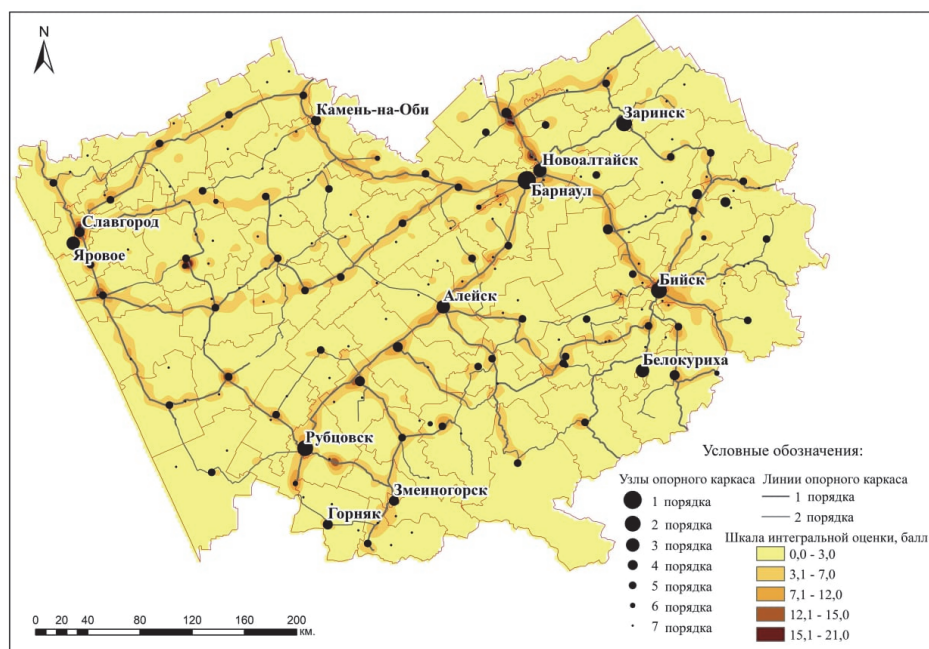 N
Камень-на-Оби
Заринск
Новоалтайск
Барнаул
Славгород
Яровое
Бийск
Алейск
Белокуриха
Рубцовск
Змеиногорск
Горняк
Условные обозначения:
Узлы опорного каркаса
1 порядка
2 порядка
3 порядка
4 порядка
5 порядка
6 порядка
7 порядка
Линии опорного каркаса
1 порядка
2 порядка
Шкала интегральной оценки, балл
0,0 - 3,0
3,1 - 7,0
7,1 - 12,0
12,1 - 15,0
15,1 - 21,0
0 20 40 80 120 160 200
км.